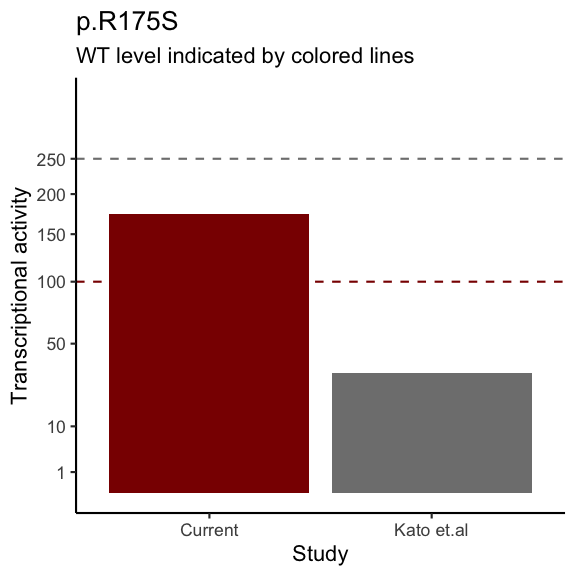 p.R175S
WT level indicated by colored lines
250
200
150
100
50
10
1
Transcriptional activity
Current
Kato et.al
Study